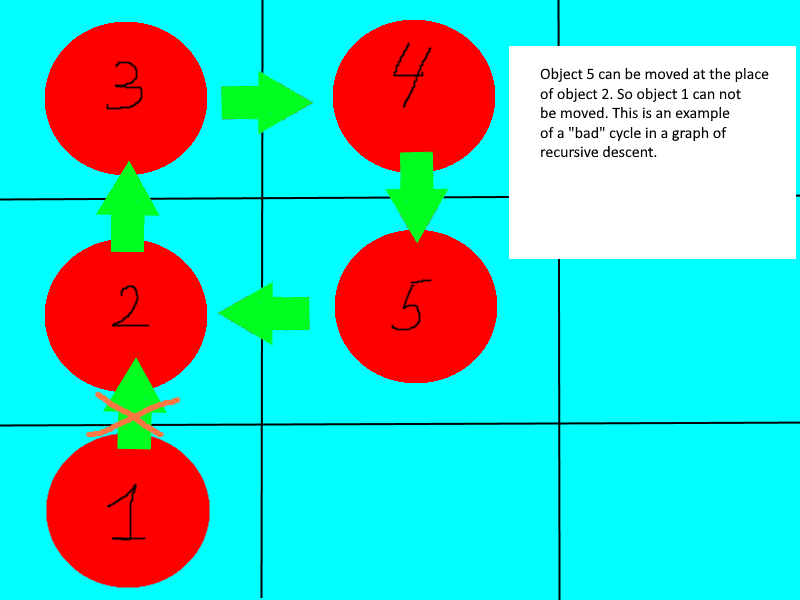 3
4
Object 5 can be moved at the place
of object 2. So object 1 can not
be moved. This is an example
of a "bad" cycle in a graph of
recursive descent.
2
5
1